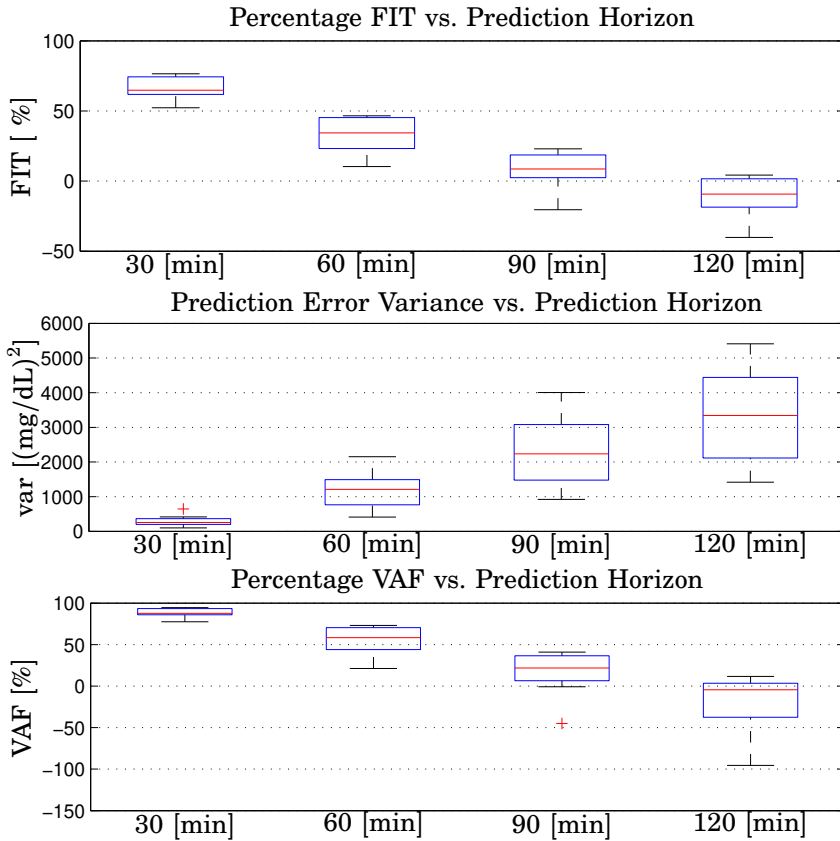 Percentage FIT vs. Prediction Horizon
FIT [ %]
100
50
0
−50
30 [min]
60 [min]
90 [min]
120 [min]
Prediction Error Variance vs. Prediction Horizon
var [(mg/dL)²]
6000
5000
4000
3000
2000
1000
0
30 [min]
60 [min]
90 [min]
120 [min]
Percentage VAF vs. Prediction Horizon
VAF [%]
100
50
0
−50
−100
−150
30 [min]
60 [min]
90 [min]
120 [min]